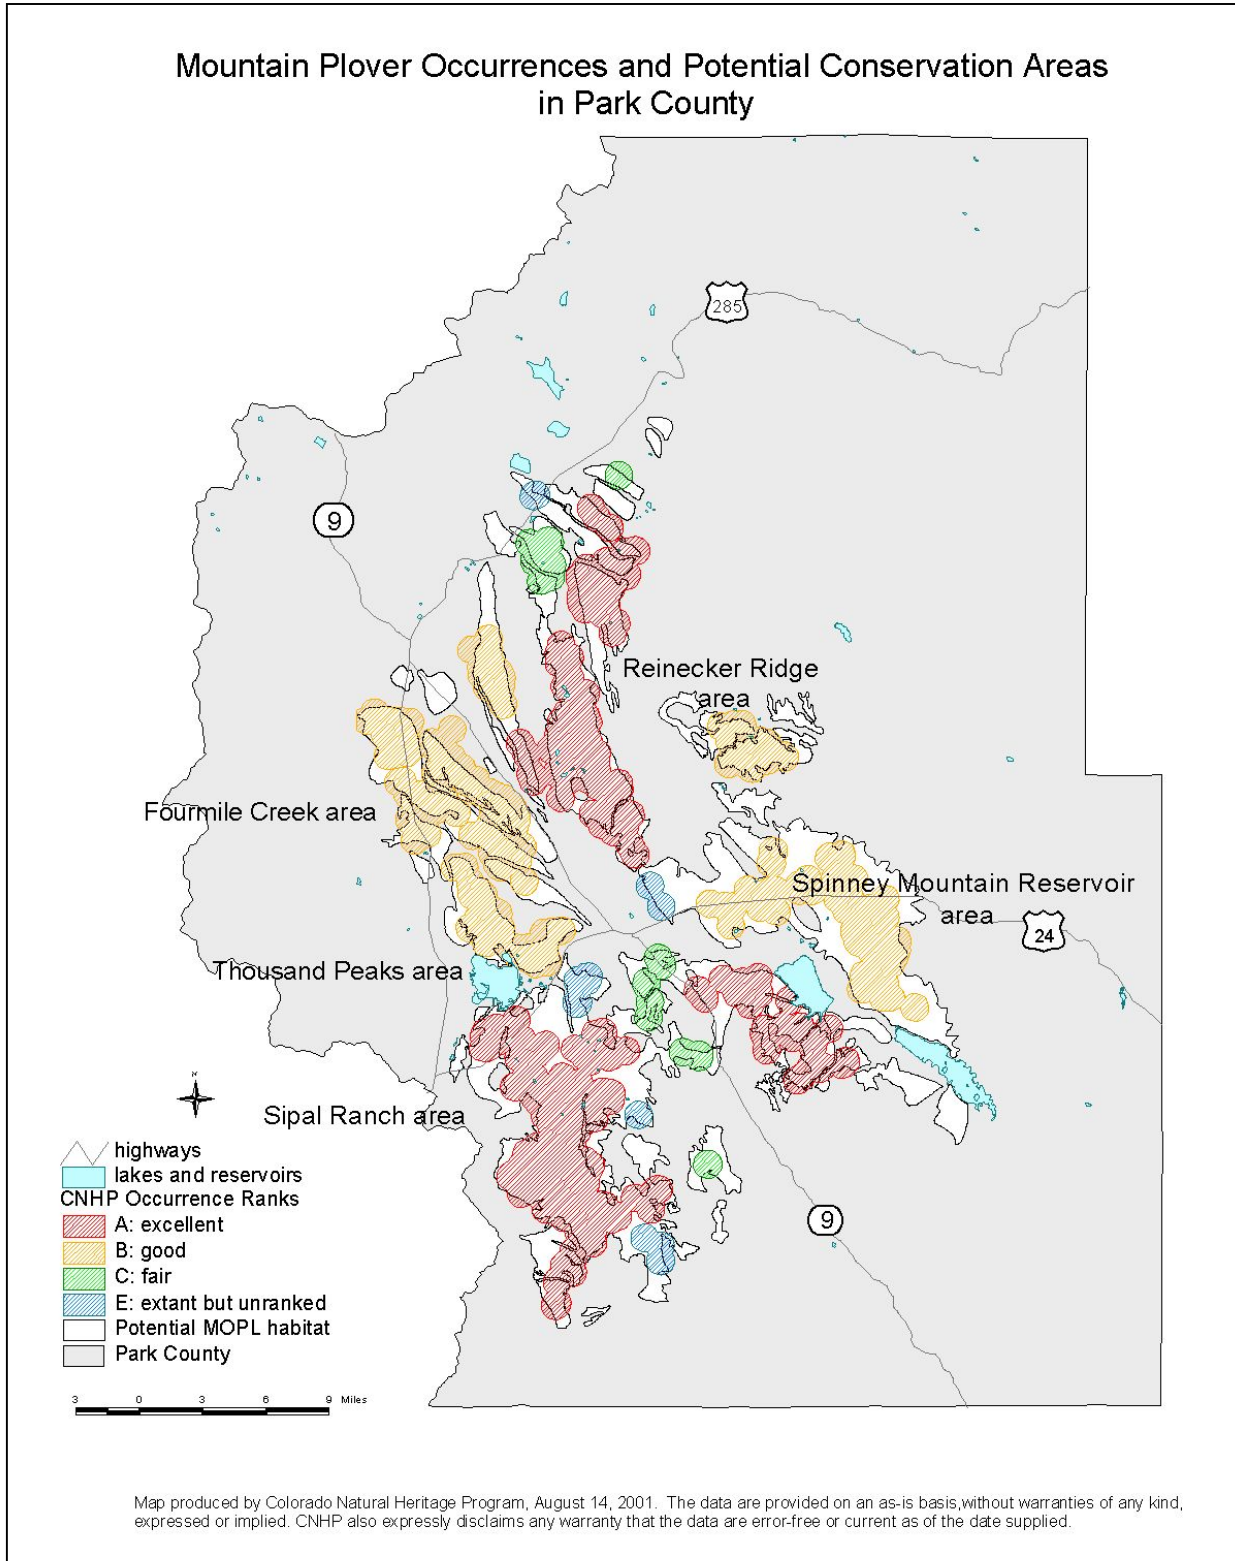 Mountain Plover Occurrences and Potential Conservation Areas
in Park County
285
9
Reinecker Ridge
area
Fourmile Creek area
Spinney Mountain Reservoir
area
24
Thousand Peaks area
N
Sipal Ranch area
highways
lakes and reservoirs
CNHP Occurrence Ranks
A: excellent
B: good
C: fair
E: extant but unranked
Potential MOPL habitat
Park County
9
3 0 3 6 9 Miles
Map produced by Colorado Natural Heritage Program, August 14, 2001. The data are provided on an as-is basis,without warranties of any kind,
expressed or implied. CNHP also expressly disclaims any warranty that the data are error-free or current as of the date supplied.